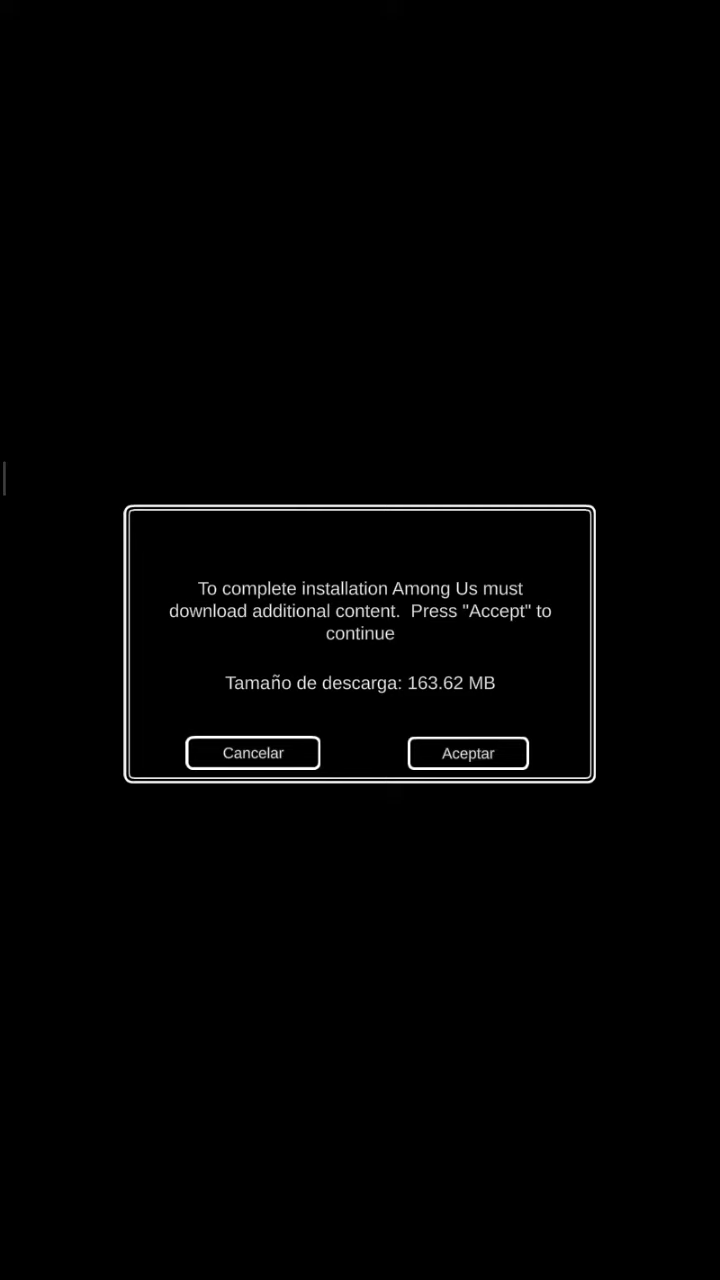 To complete installation Among Us must
download additional content.  Press "Accept" to
continue
Tamaño de descarga: 163.62 MB
Cancelar
Aceptar